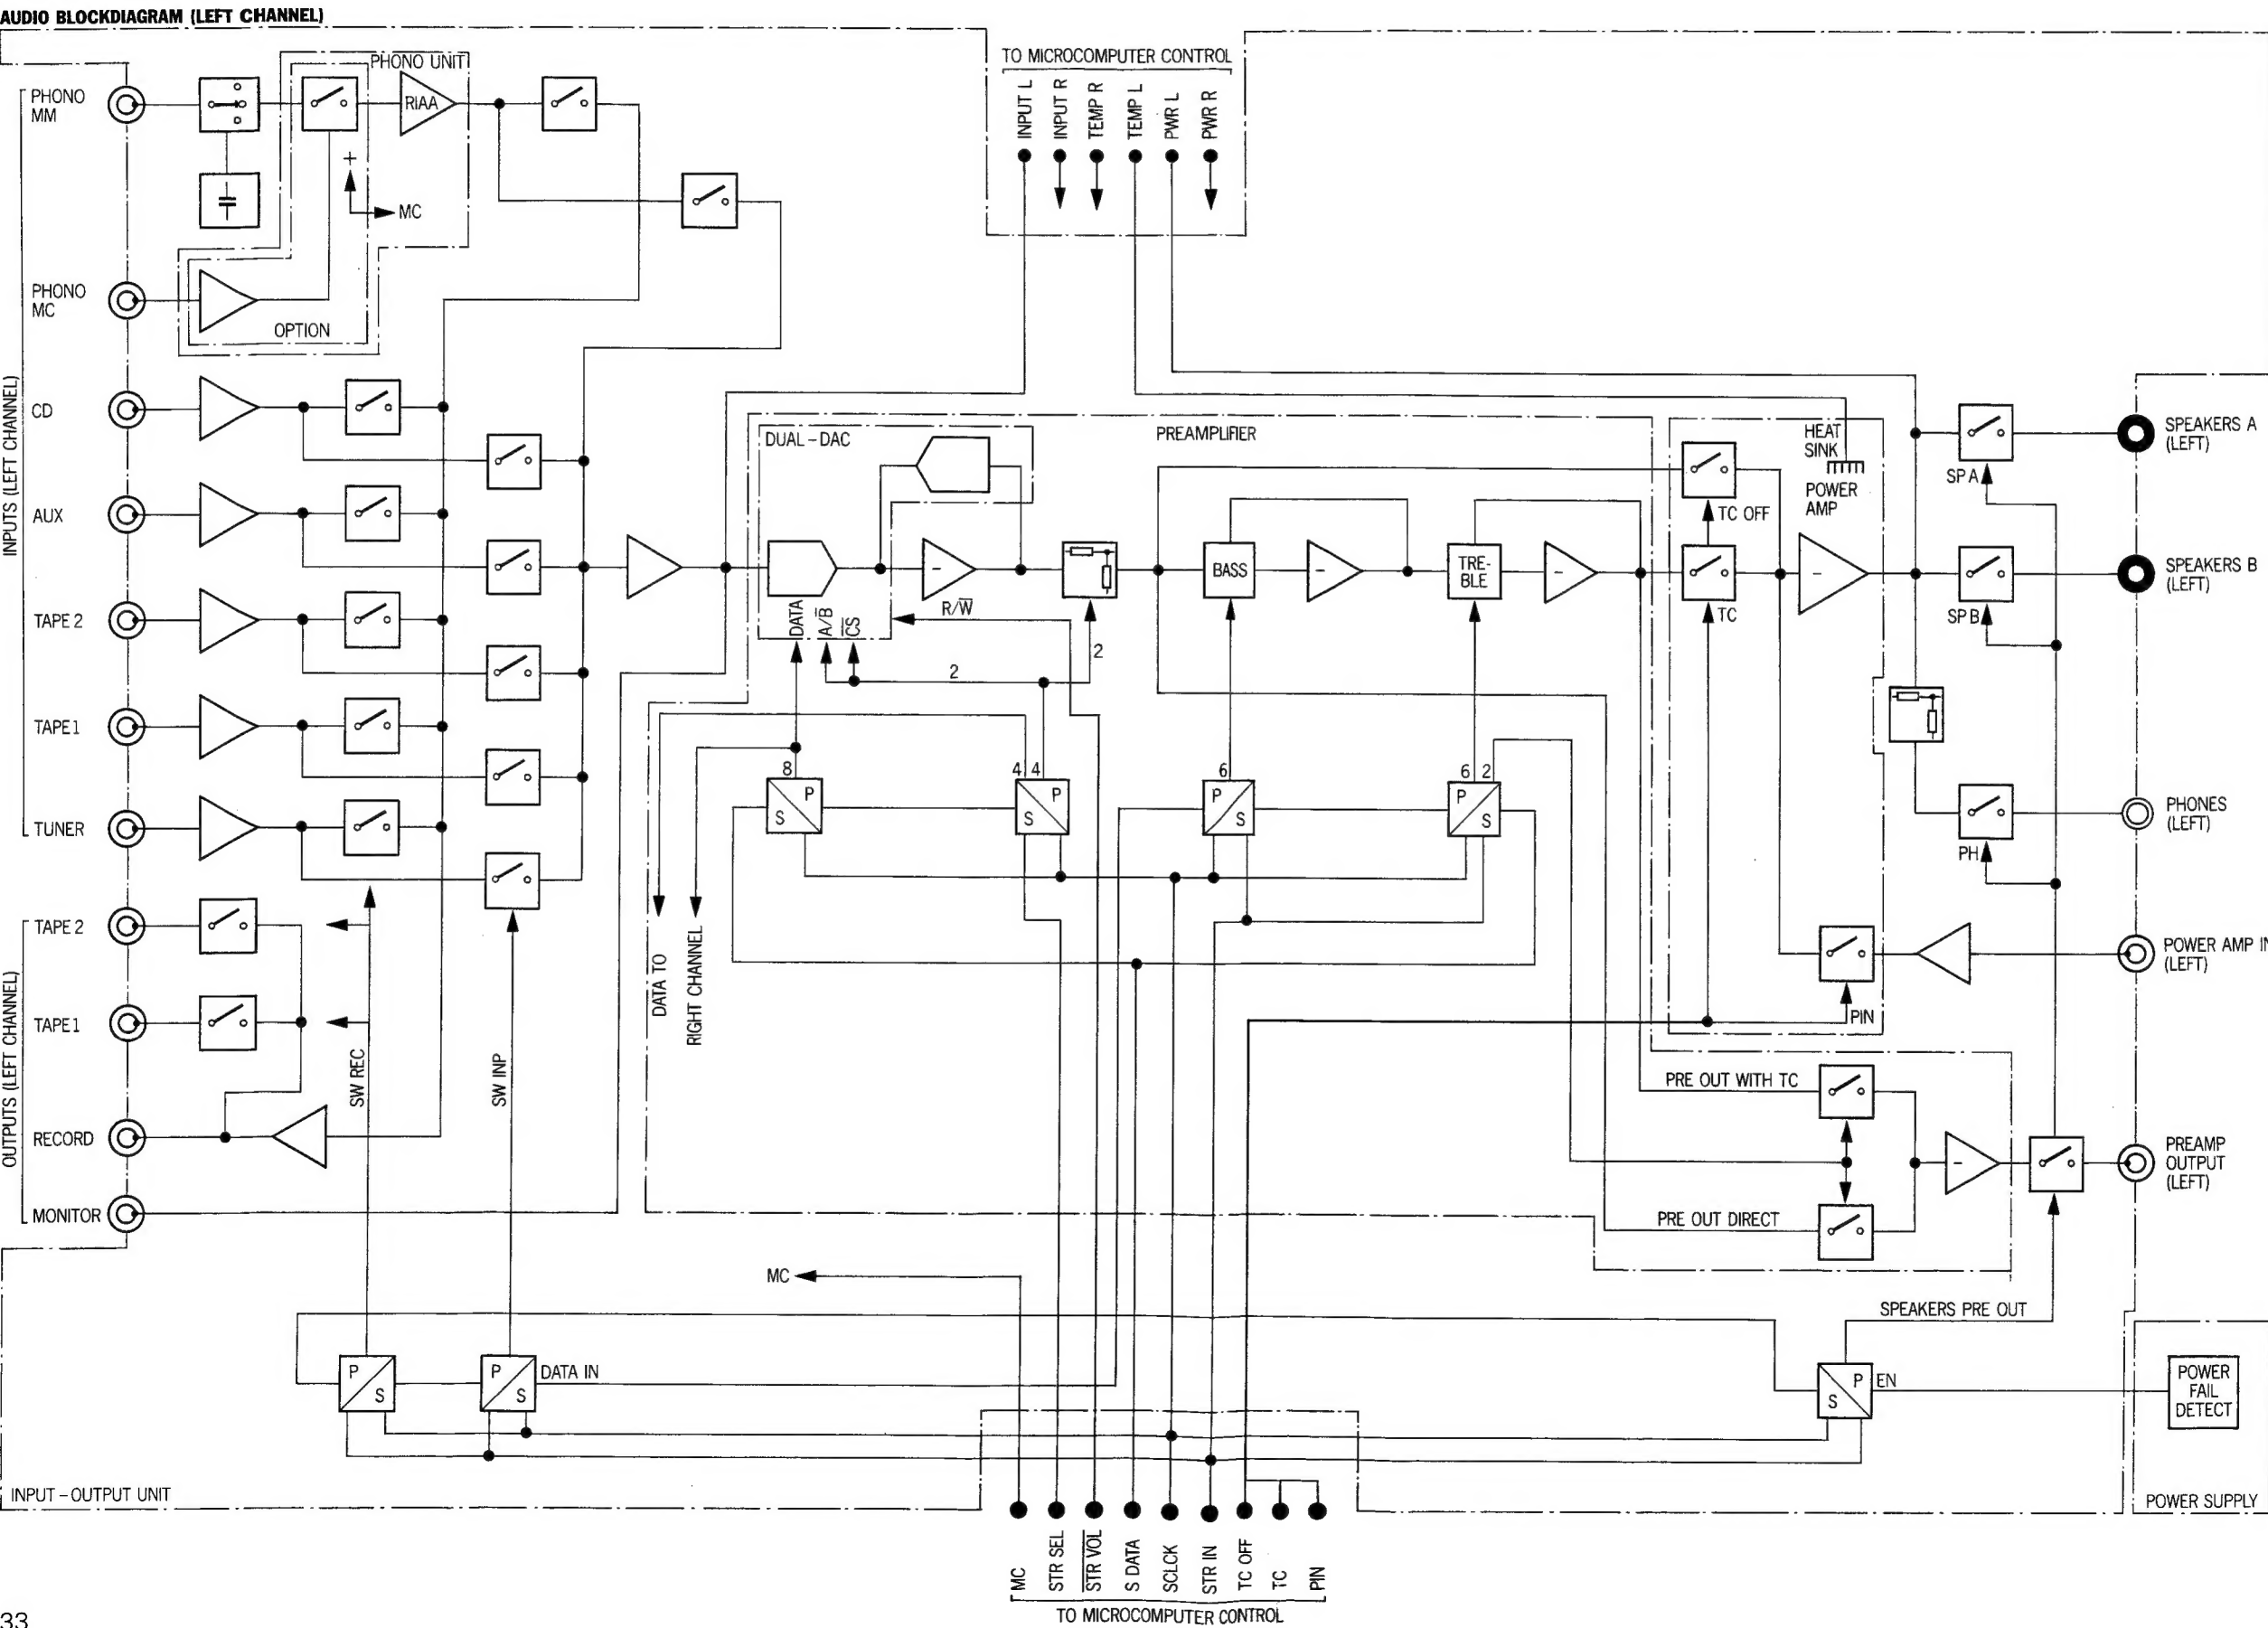 AUDIO BLOCKDIAGRAM (LEFT CHANNEL)
TO MICROCOMPUTER CONTROL
INPUT L
INPUT R
TEMP R
TEMP L
PWR L
PWR R
INPUTS (LEFT CHANNEL)
PHONO
MM
PHONO UNIT
RIAA
+
MC
PHONO
MC
OPTION
CD
AUX
TAPE 2
TAPE 1
TUNER
OUTPUTS (LEFT CHANNEL)
TAPE 2
TAPE 1
RECORD
MONITOR
SW REC
SW INP
DUAL-DAC
PREAMPLIFIER
DATA
A/B̅
C̅S̅
R/W̅
2
2
BASS
TRE-
BLE
8
P
S
4 4
P
S
6
P
S
6 2
P
S
DATA TO
RIGHT CHANNEL
HEAT
SINK
POWER
AMP
TC OFF
TC
PIN
SP A
SP B
PH
SPEAKERS A
(LEFT)
SPEAKERS B
(LEFT)
PHONES
(LEFT)
POWER AMP IN
(LEFT)
PRE OUT WITH TC
PRE OUT DIRECT
PREAMP
OUTPUT
(LEFT)
MC
SPEAKERS PRE OUT
P
S
P
S
DATA IN
P
S
EN
POWER
FAIL
DETECT
INPUT-OUTPUT UNIT
POWER SUPPLY
MC
STR SEL
S̅T̅R̅ ̅V̅O̅L̅
S DATA
SCLCK
STR IN
TC OFF
TC
PIN
TO MICROCOMPUTER CONTROL
33